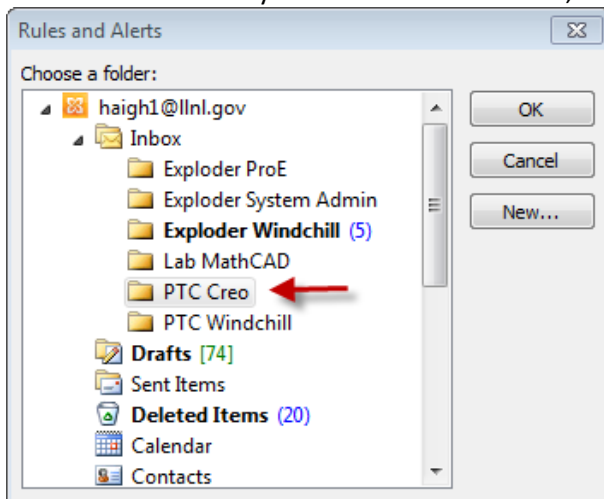 Rules and Alerts
Choose a folder:
haigh1@llnl.gov
OK
Inbox
Exploder ProE
Cancel
Exploder System Admin
New...
Exploder Windchill (5)
Lab MathCAD
PTC Creo
PTC Windchill
Drafts [74]
Sent Items
Deleted Items (20)
Calendar
Contacts